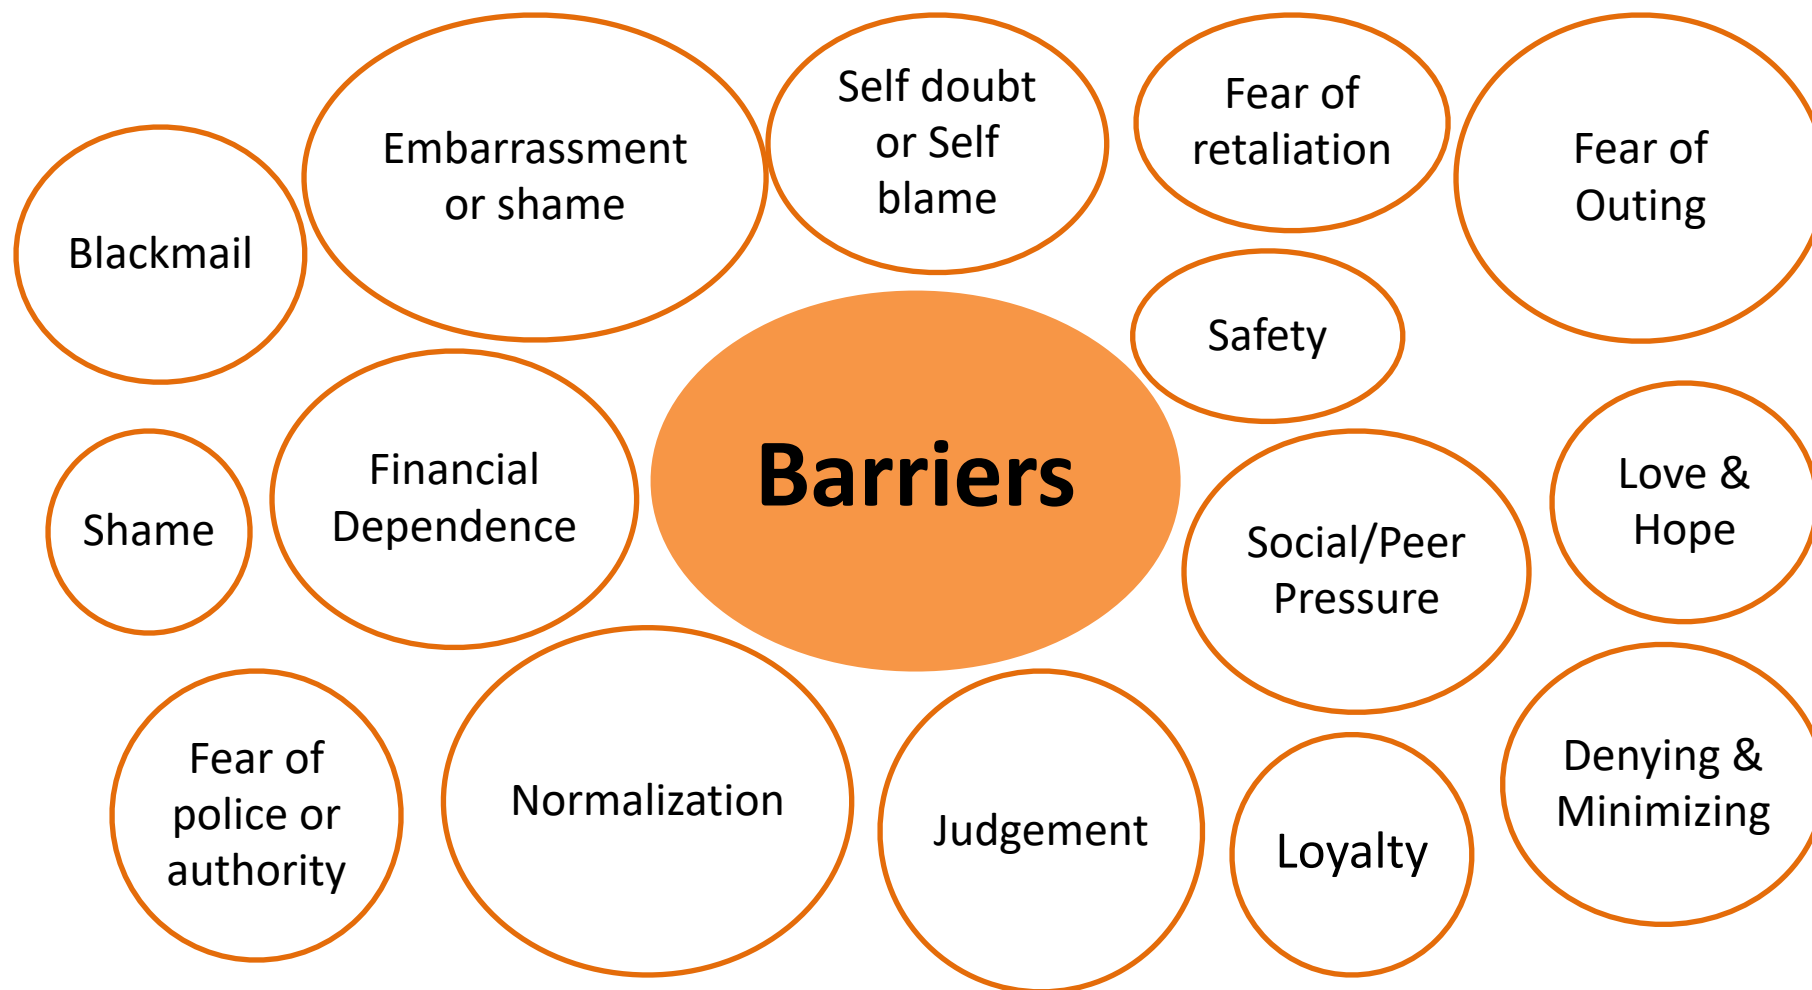 Blackmail
Embarrassment
or shame
Self doubt
or Self
blame
Fear of
retaliation
Fear of
Outing
Safety
Shame
Financial
Dependence
Barriers
Social/Peer
Pressure
Love &
Hope
Fear of
police or
authority
Normalization
Judgement
Loyalty
Denying &
Minimizing